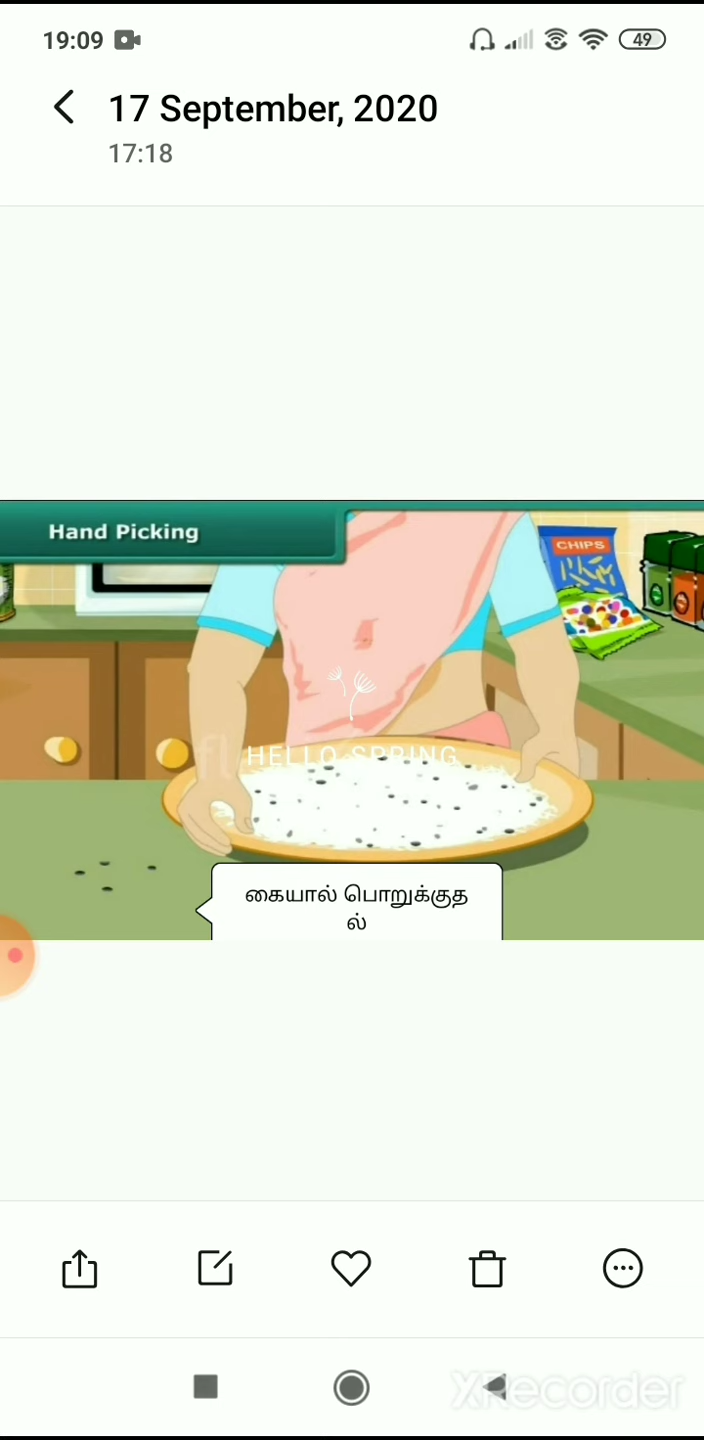 19:09
49
17 September, 2020
17:18
Hand Picking
CHIPS
HELLO SPRING
கையால் பொறுக்குத
ல்
XRecorder